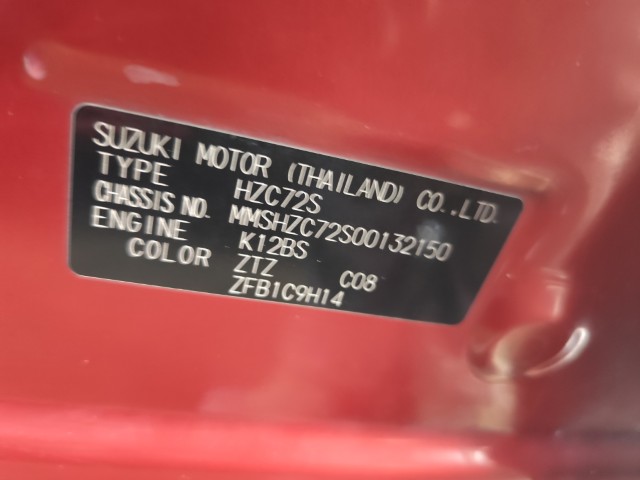 SUZUKI MOTOR (THAILAND) CO.,LTD.
TYPE HZC72S
CHASSIS NO. MMSHZC72S00132150
ENGINE K12BS
COLOR ZTZ C08
ZFB1C9H14